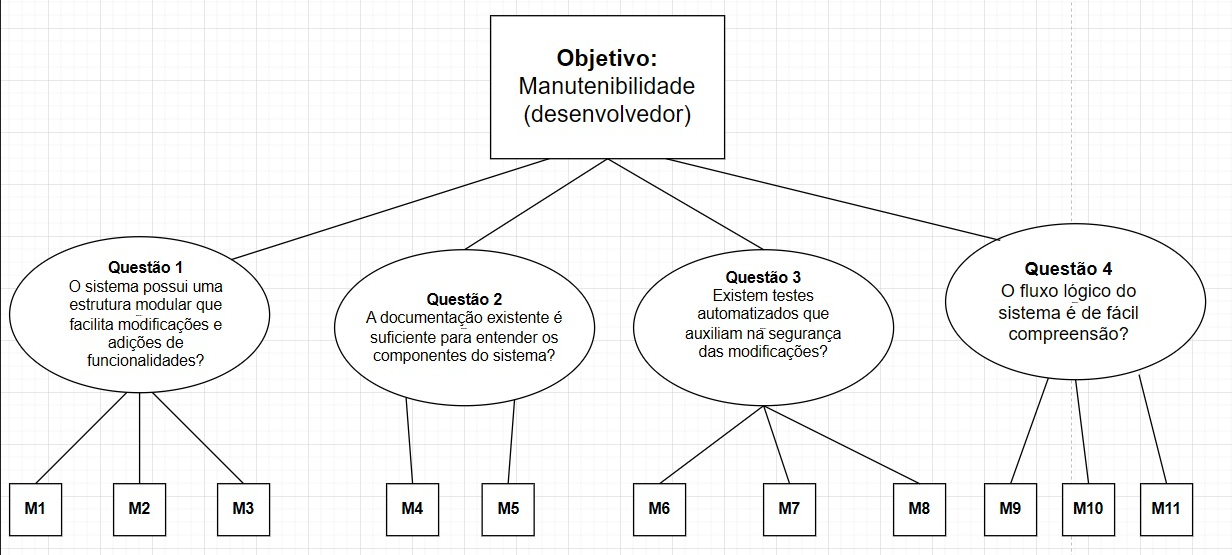 Objetivo:
Manutenibilidade
(desenvolvedor)
Questão 1
O sistema possui uma
estrutura modular que
facilita modificações e
adições de
funcionalidades?
Questão 2
A documentação existente é
suficiente para entender os
componentes do sistema?
Questão 3
Existem testes
automatizados que
auxiliam na segurança
das modificações?
Questão 4
O fluxo lógico do
sistema é de fácil
compreensão?
M1
M2
M3
M4
M5
M6
M7
M8
M9
M10
M11